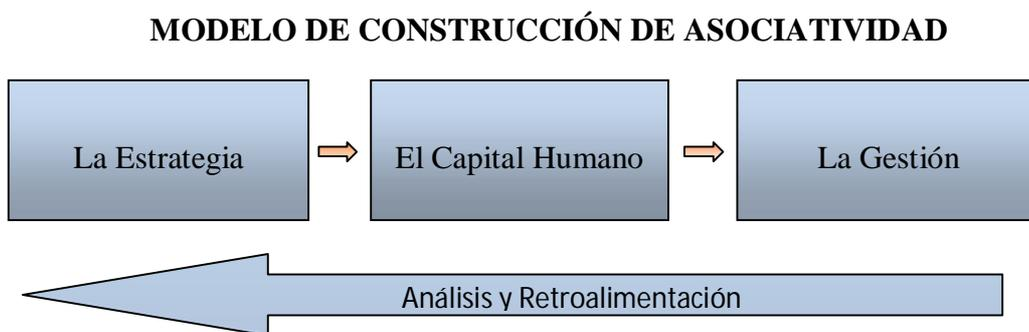 MODELO DE CONSTRUCCIÓN DE ASOCIATIVIDAD
La Estrategia
El Capital Humano
La Gestión
Análisis y Retroalimentación